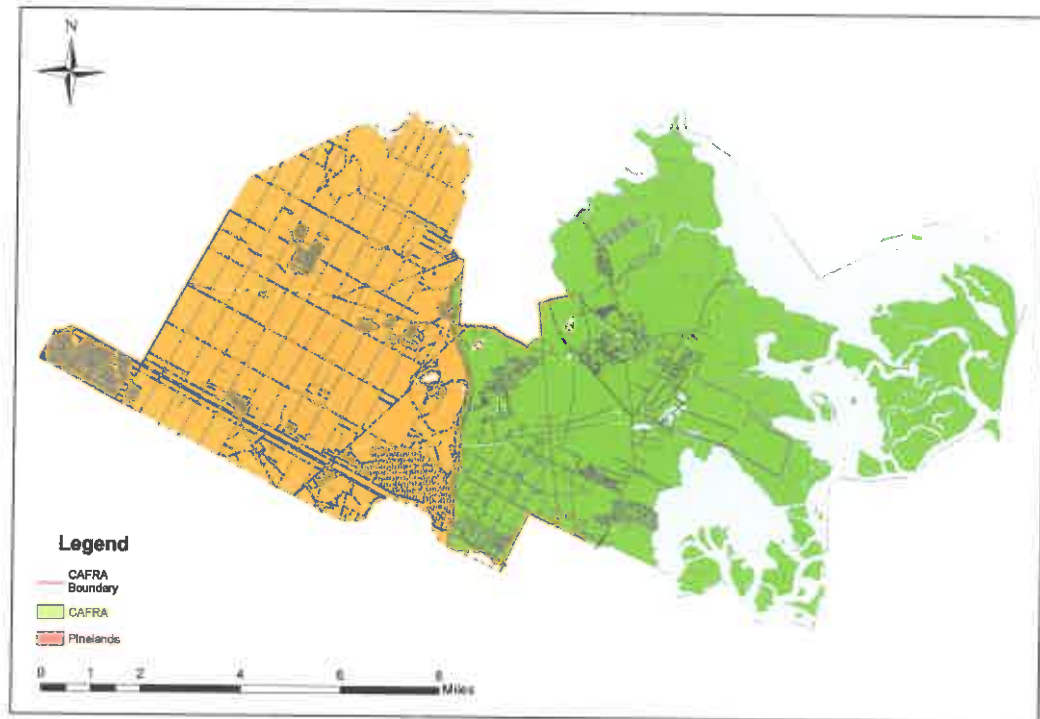 N
Legend
CAFRA
Boundary
CAFRA
Pinelands
0 1 2 4 6 8
Miles